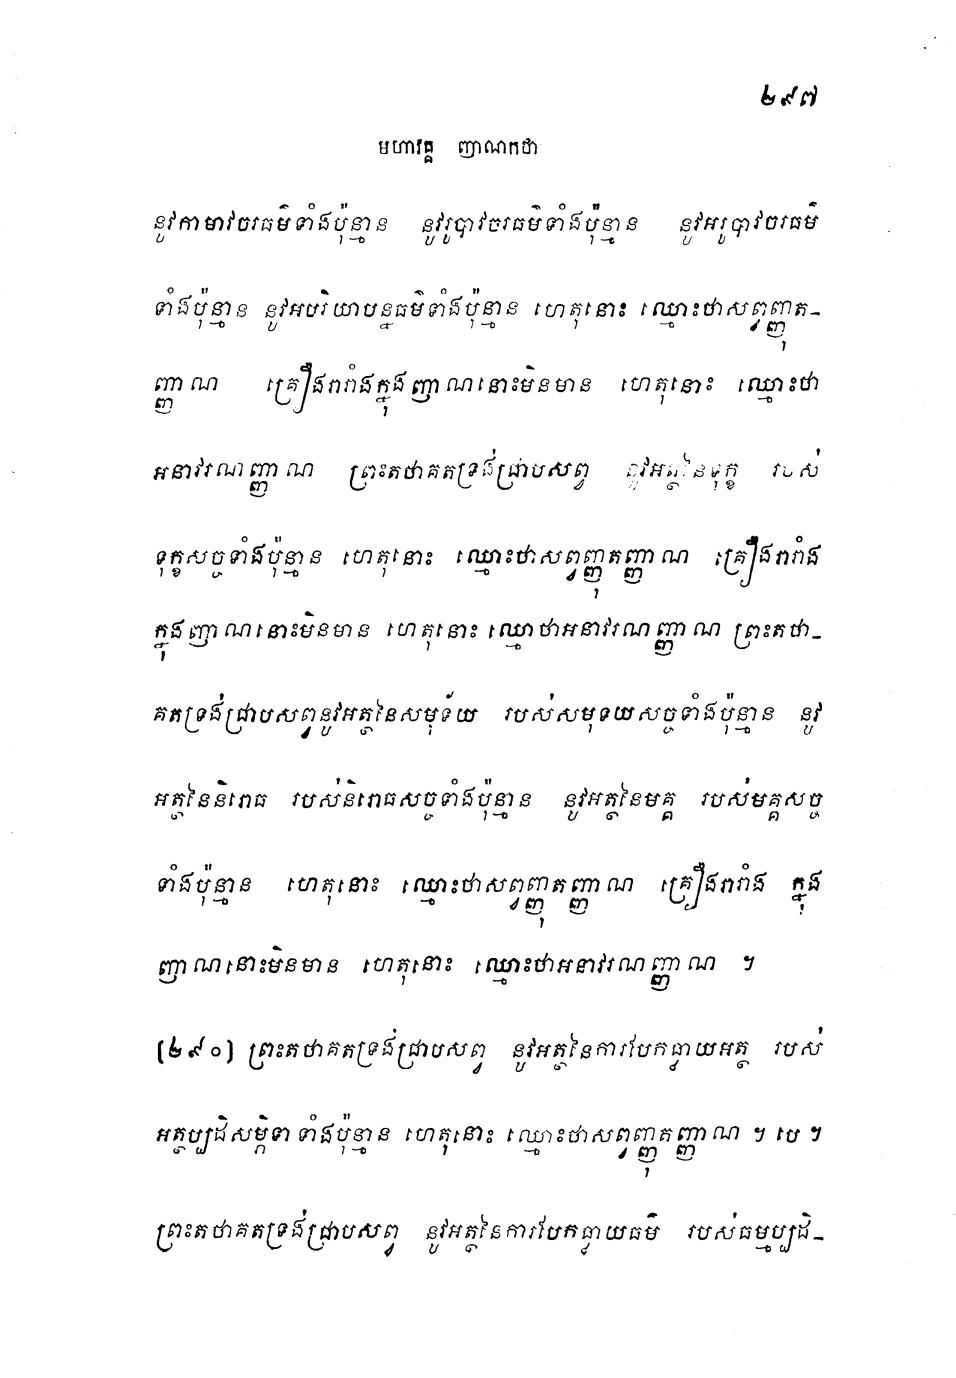 ២៩៧
មហាវគ្គ ញាណកថា
នូវកាមាវចរធម៌ទាំងប៉ុន្មាន នូវរូបាវចរធម៌ទាំងប៉ុន្មាន នូវអរូបាវចរធម៌
ទាំងប៉ុន្មាន នូវអបរិយាបន្នធម៌ទាំងប៉ុន្មាន ហេតុនោះ ឈ្មោះថាសព្វញ្ញុត-
ញ្ញាណ គ្រឿងរារាំងក្នុងញាណនោះមិនមាន ហេតុនោះ ឈ្មោះថា
អនាវរណញ្ញាណ ព្រះតថាគតទ្រង់ជ្រាបសព្វ នូវអត្ថនៃទុក្ខ របស់
ទុក្ខសច្ចទាំងប៉ុន្មាន ហេតុនោះ ឈ្មោះថាសព្វញ្ញុតញ្ញាណ គ្រឿងរារាំង
ក្នុងញាណនោះមិនមាន ហេតុនោះ ឈ្មោថាអនាវរណញ្ញាណ ព្រះតថា-
គតទ្រង់ជ្រាបសព្វនូវអត្ថនៃសមុទ័យ របស់សមុទយសច្ចទាំងប៉ុន្មាន នូវ
អត្ថនៃនិរោធ របស់និរោធសច្ចទាំងប៉ុន្មាន នូវអត្ថនៃមគ្គ របស់មគ្គសច្ច
ទាំងប៉ុន្មាន ហេតុនោះ ឈ្មោះថាសព្វញ្ញុតញ្ញាណ គ្រឿងរារាំង ក្នុង
ញាណនោះមិនមាន ហេតុនោះ ឈ្មោះថាអនាវរណញ្ញាណ ។
(២៩០) ព្រះតថាគតទ្រង់ជ្រាបសព្វ នូវអត្ថនៃការបែកធ្លាយអត្ថ របស់
អត្ថប្បដិសម្ភិទា ទាំងប៉ុន្មាន ហេតុនោះ ឈ្មោះថាសព្វញ្ញុតញ្ញាណ ។ បេ ។
ព្រះតថាគតទ្រង់ជ្រាបសព្វ នូវអត្ថនៃការបែកធ្លាយធម៌ របស់ធម្មប្បដិ-